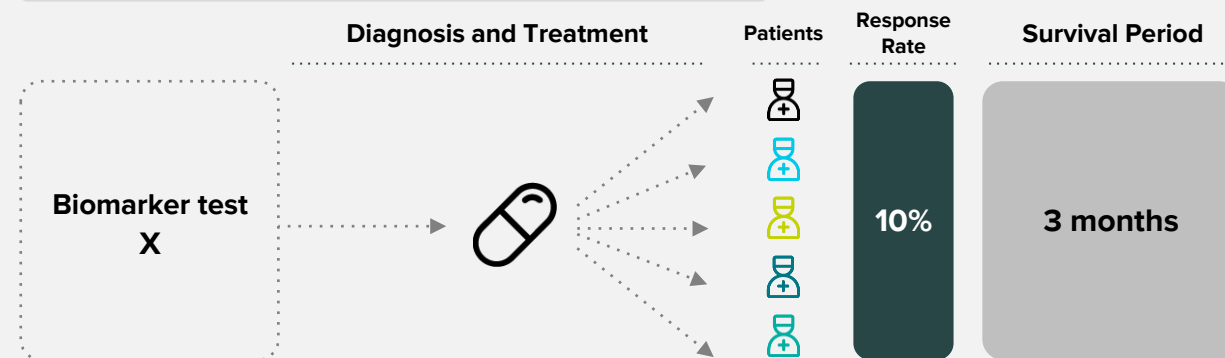 Diagnosis and Treatment
Patients
Response
Rate
Survival Period
Biomarker test
X
10%
3 months